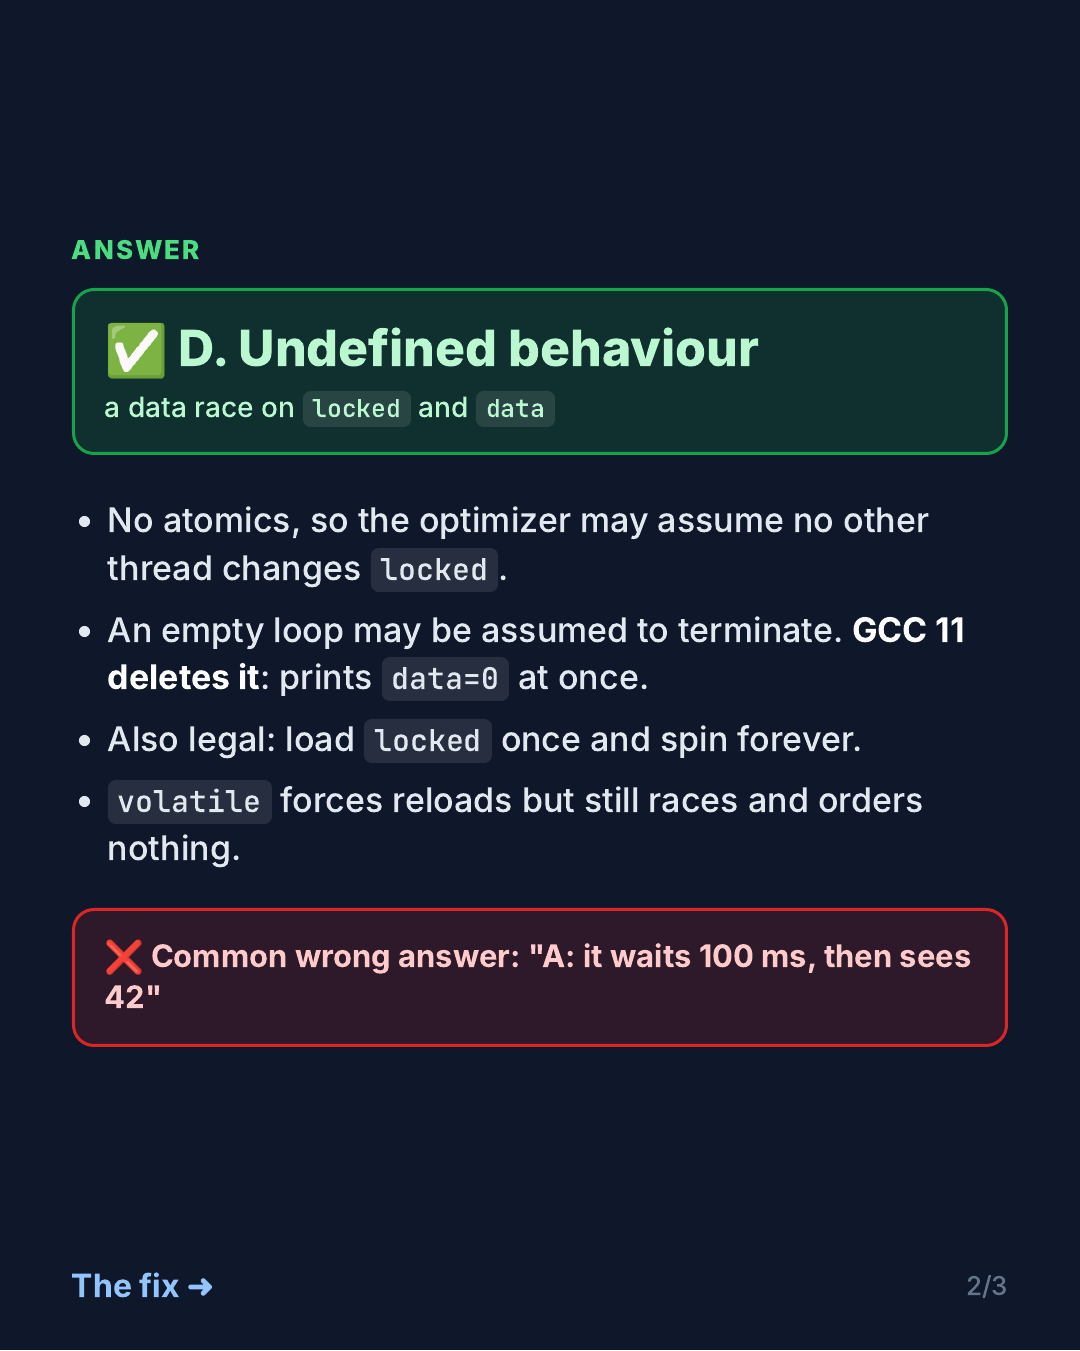 ANSWER
✅ D. Undefined behaviour
a data race on locked and data
• No atomics, so the optimizer may assume no other
thread changes locked.
• An empty loop may be assumed to terminate. GCC 11
deletes it: prints data=0 at once.
• Also legal: load locked once and spin forever.
• volatile forces reloads but still races and orders
nothing.
❌ Common wrong answer: "A: it waits 100 ms, then sees
42"
The fix ➜
2/3